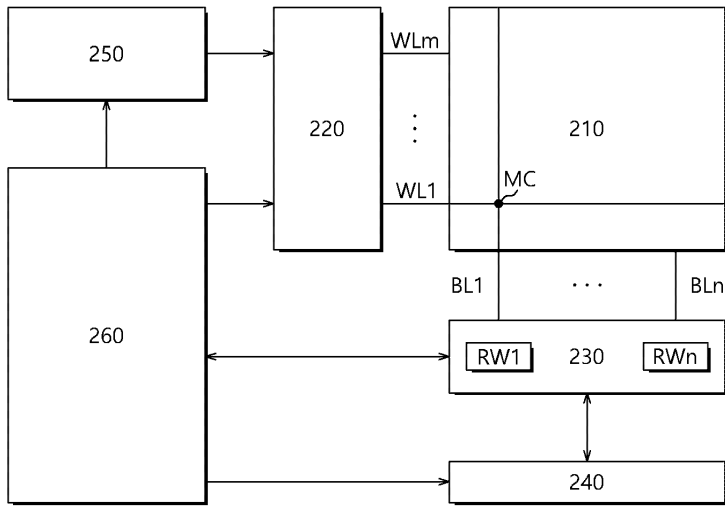 250
220
WLm
⋮
WL1
210
MC
BL1
. . .
BLn
260
RW1
230
RWn
240